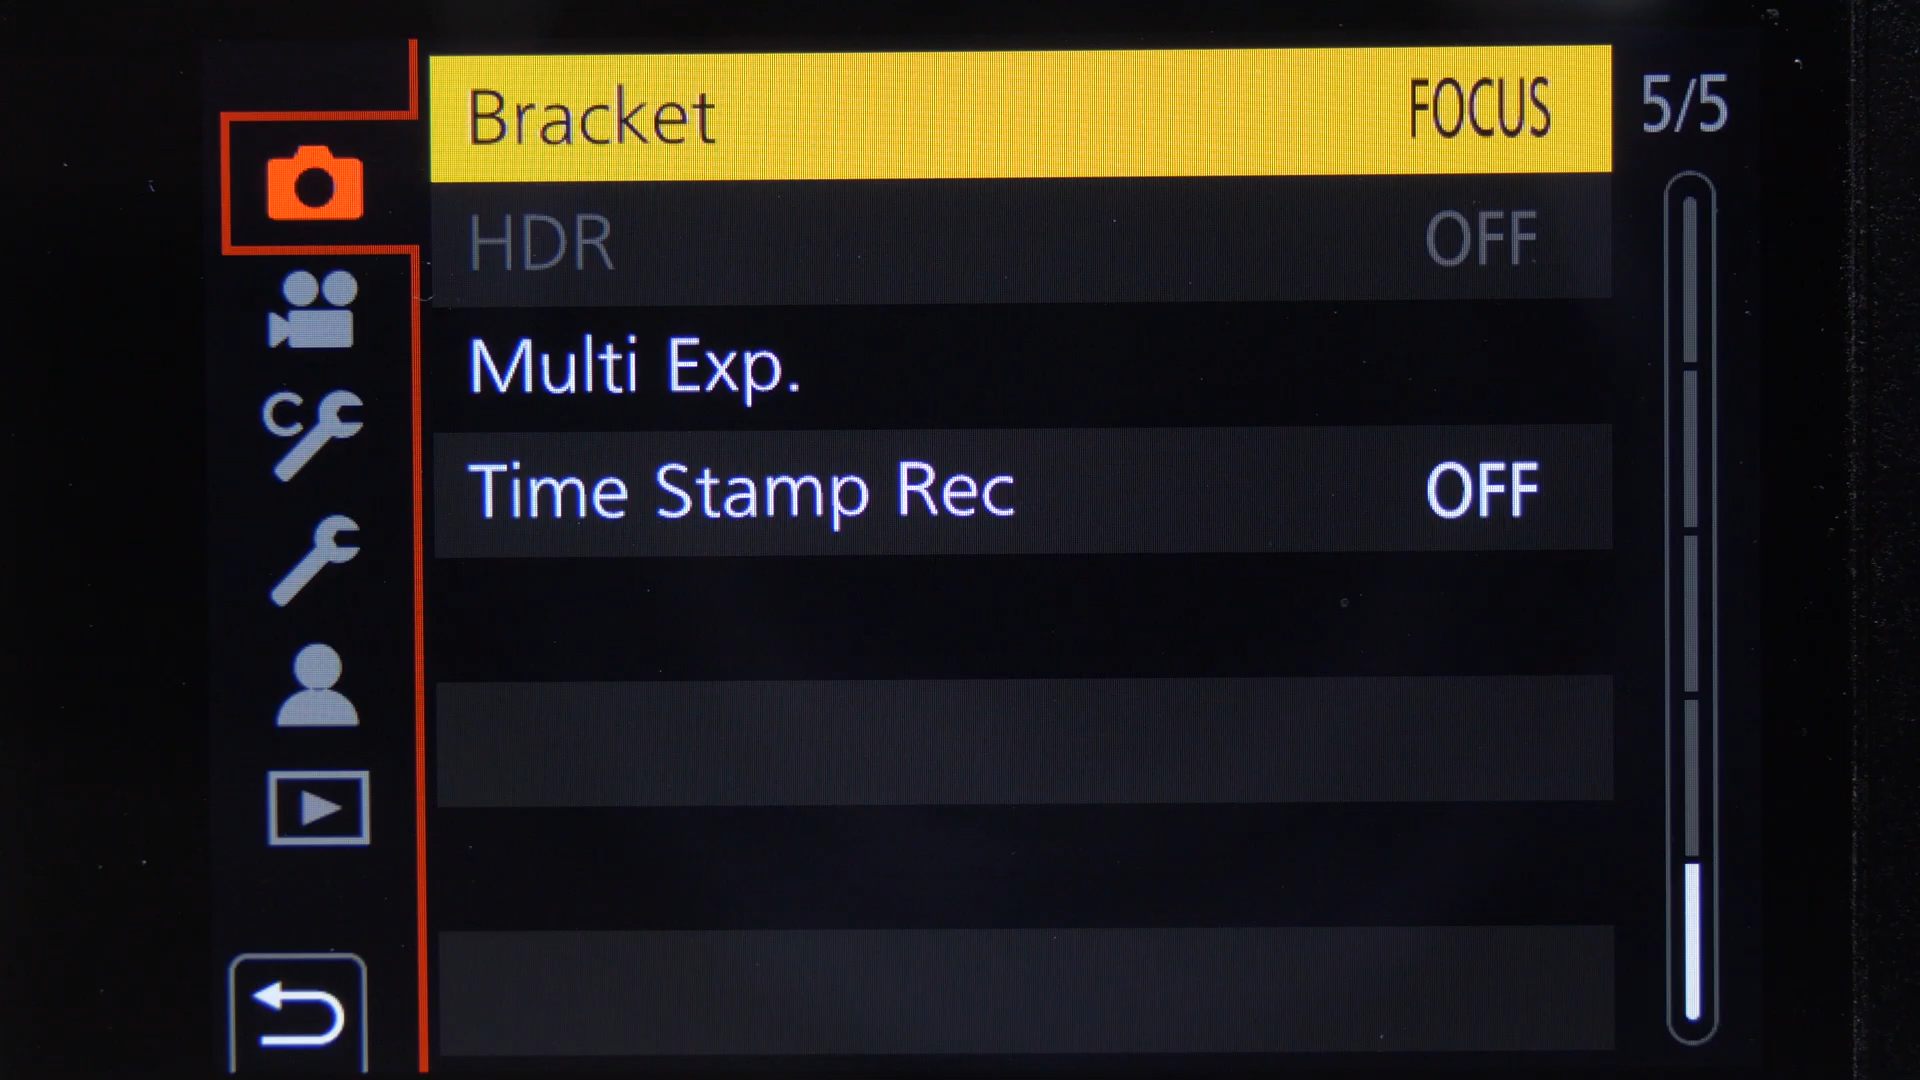 Bracket FOCUS 5/5
HDR OFF
Multi Exp.
C
Time Stamp Rec OFF